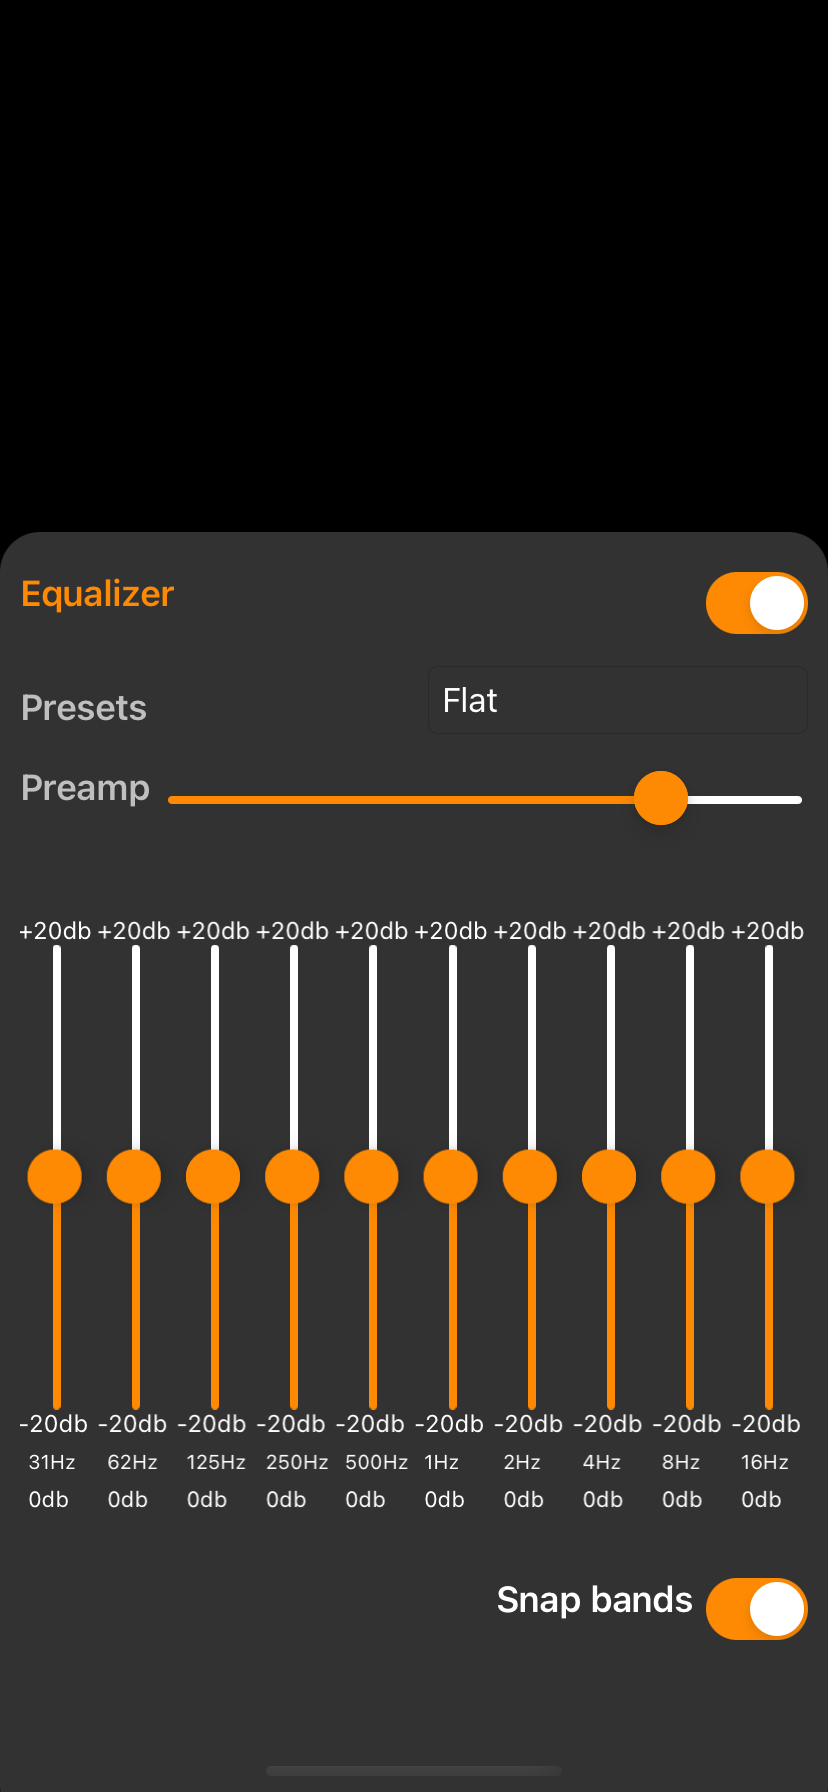 Equalizer
Presets
Flat
Preamp
+20db +20db +20db +20db +20db +20db +20db +20db +20db +20db
-20db -20db -20db -20db -20db -20db -20db -20db -20db -20db
31Hz 62Hz 125Hz 250Hz 500Hz 1Hz 2Hz 4Hz 8Hz 16Hz
0db 0db 0db 0db 0db 0db 0db 0db 0db 0db
Snap bands